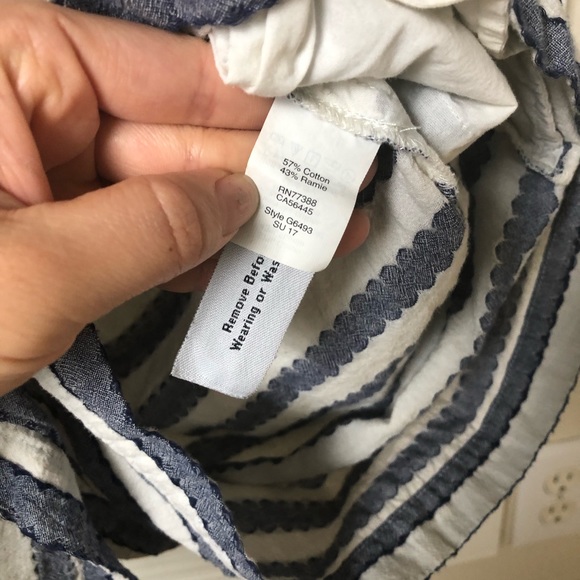 57% Cotton
43% Ramie
RN77388
CA56445
Style G6493
SU 17
Remove Befo
Wearing or Was